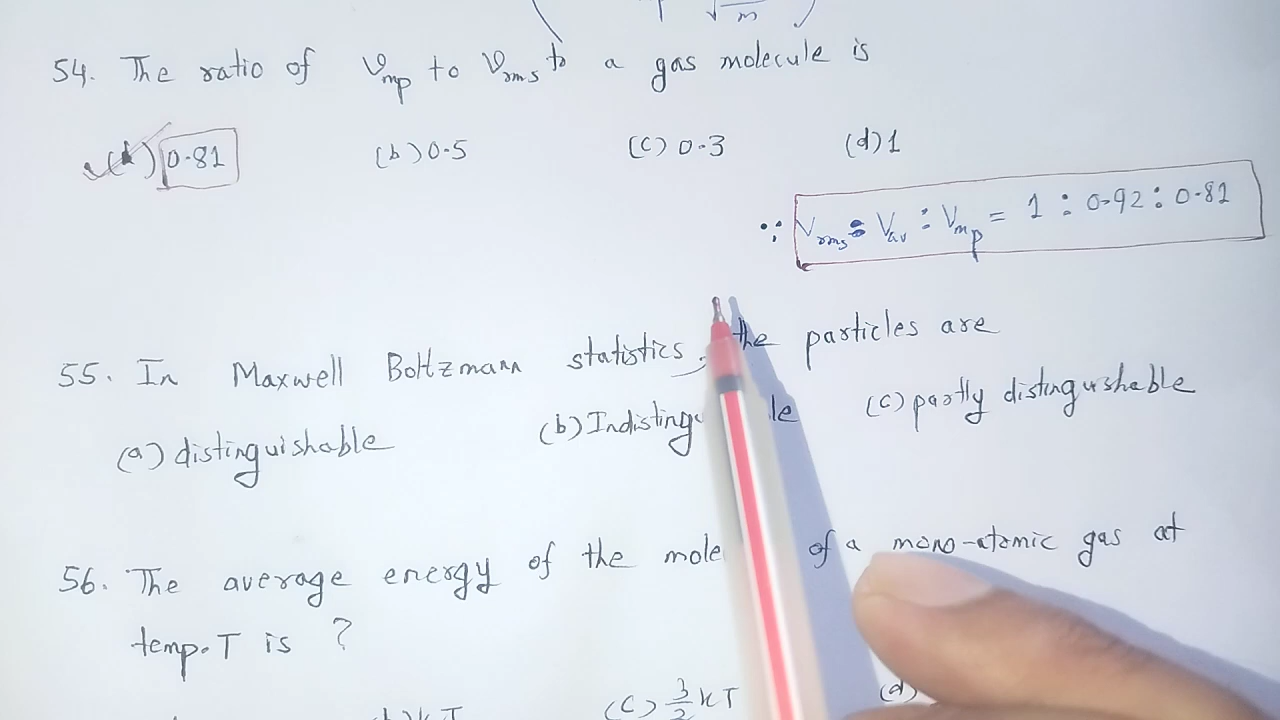 √m
54. The ratio of Vmp to Vrms to a gas molecule is
(a) 0.81 (b) 0.5 (c) 0.3 (d) 1
∵ Vrms : Vav : Vmp = 1 : 0.92 : 0.81
55. In Maxwell Boltzmann statistics, the particles are
(a) distinguishable (b) Indisting le (c) partly distinguishable
56. The average energy of the mole of a mono-atomic gas at
temp. T is ?
(b) kT (c) 3/2 kT (d)